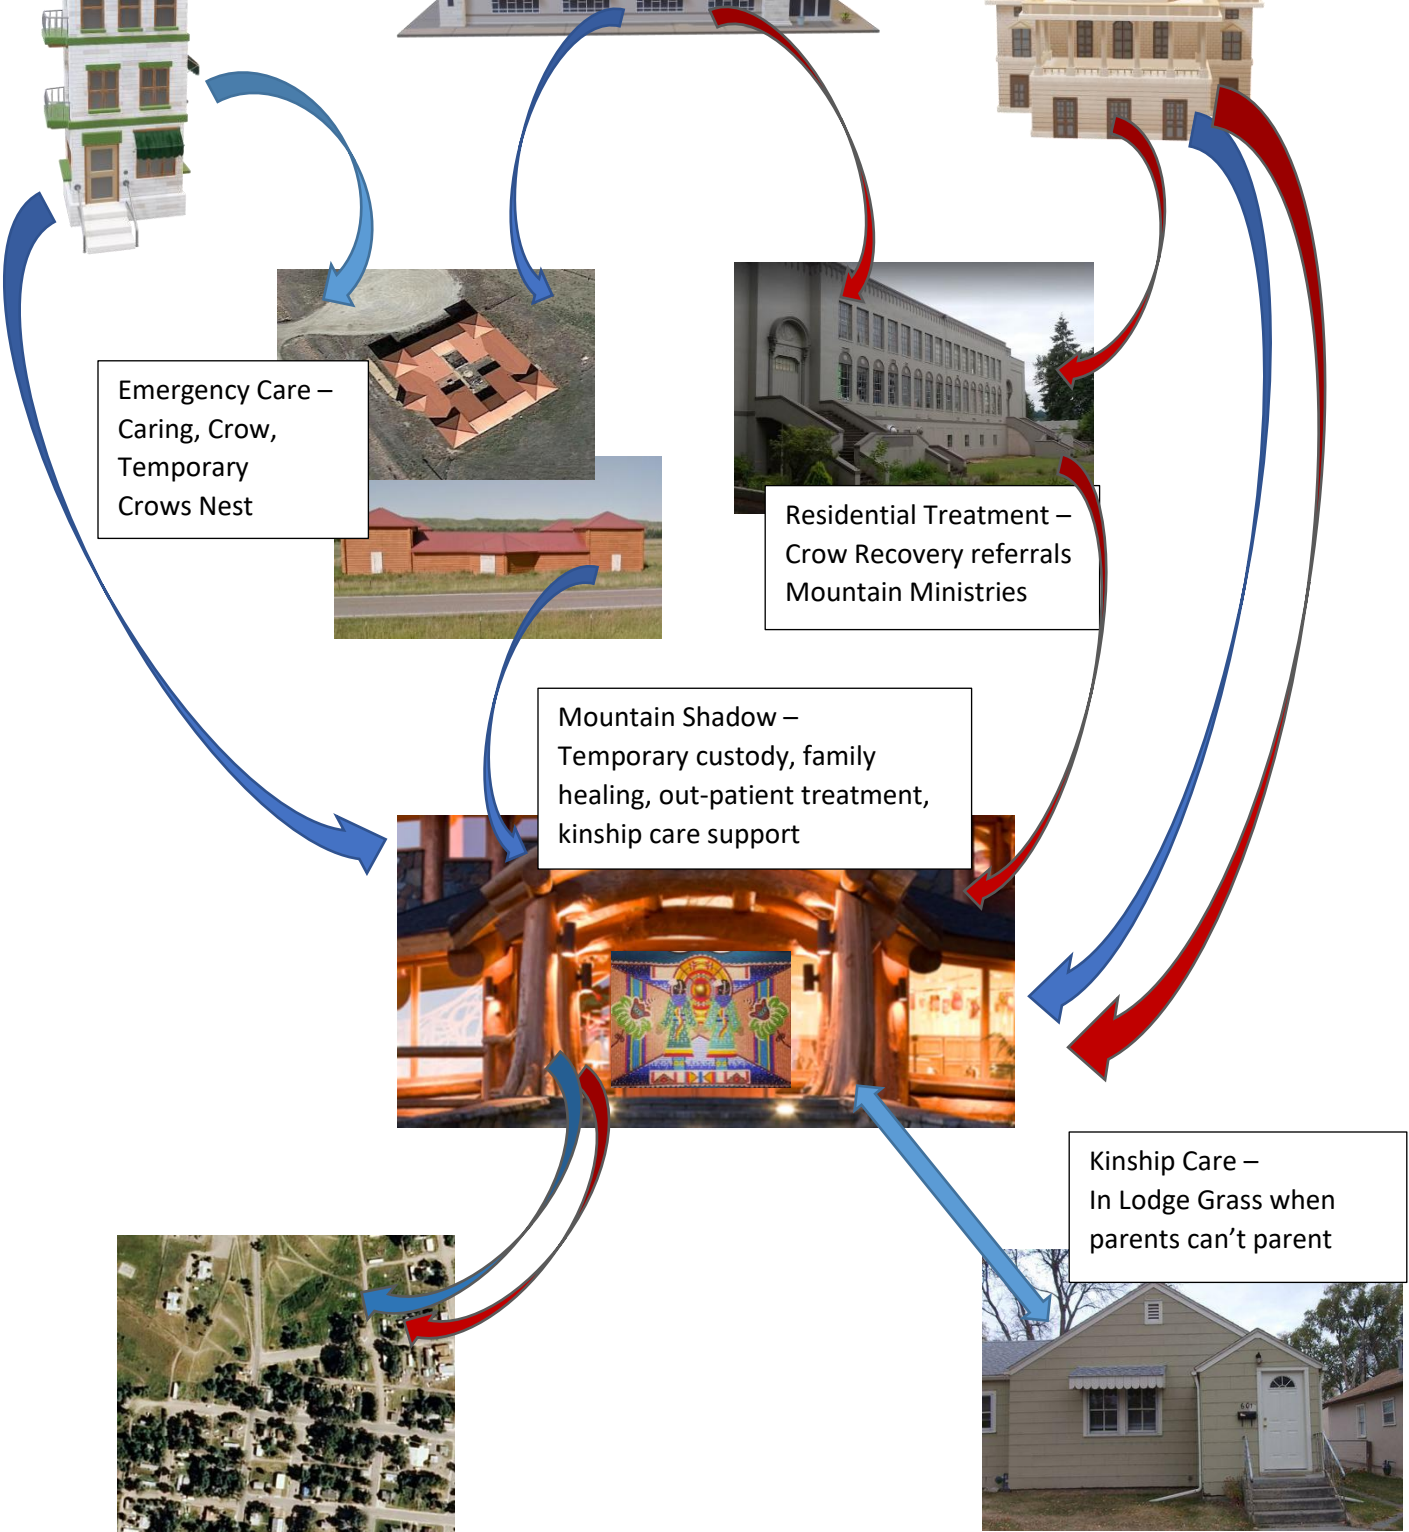 Emergency Care –
Caring, Crow,
Temporary
Crows Nest
Residential Treatment –
Crow Recovery referrals
Mountain Ministries
Mountain Shadow –
Temporary custody, family
healing, out-patient treatment,
kinship care support
Kinship Care –
In Lodge Grass when
parents can’t parent